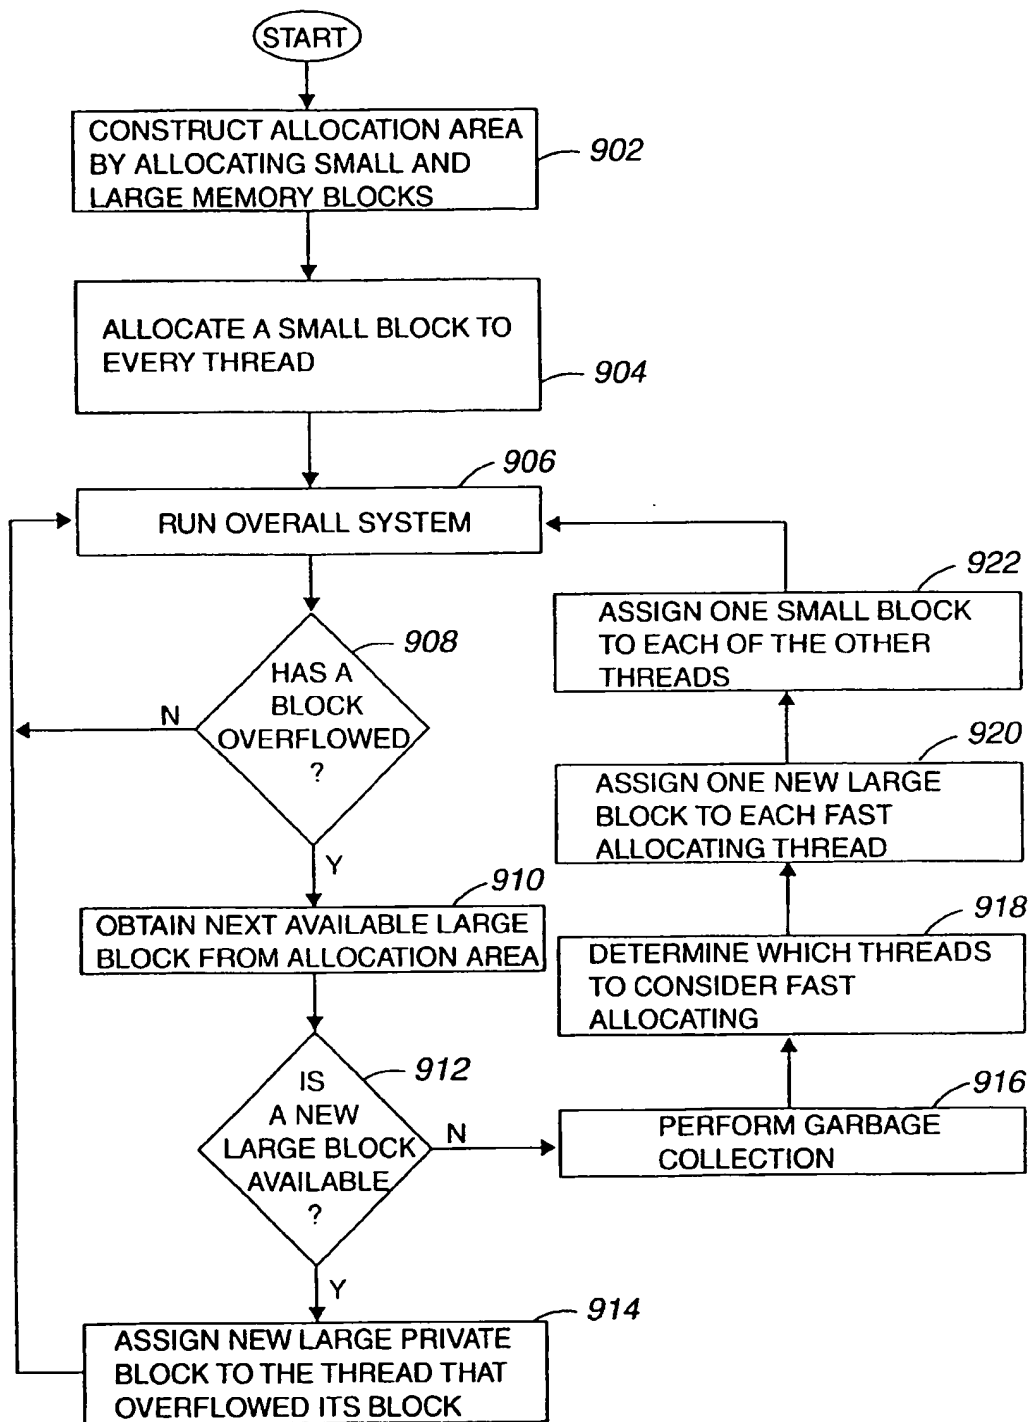 START
CONSTRUCT ALLOCATION AREA
BY ALLOCATING SMALL AND
LARGE MEMORY BLOCKS
902
ALLOCATE A SMALL BLOCK TO
EVERY THREAD
904
906
RUN OVERALL SYSTEM
908
HAS A
BLOCK
OVERFLOWED
?
N
Y
910
OBTAIN NEXT AVAILABLE LARGE
BLOCK FROM ALLOCATION AREA
912
IS
A NEW
LARGE BLOCK
AVAILABLE
?
N
Y
914
ASSIGN NEW LARGE PRIVATE
BLOCK TO THE THREAD THAT
OVERFLOWED ITS BLOCK
916
PERFORM GARBAGE
COLLECTION
918
DETERMINE WHICH THREADS
TO CONSIDER FAST
ALLOCATING
920
ASSIGN ONE NEW LARGE
BLOCK TO EACH FAST
ALLOCATING THREAD
922
ASSIGN ONE SMALL BLOCK
TO EACH OF THE OTHER
THREADS